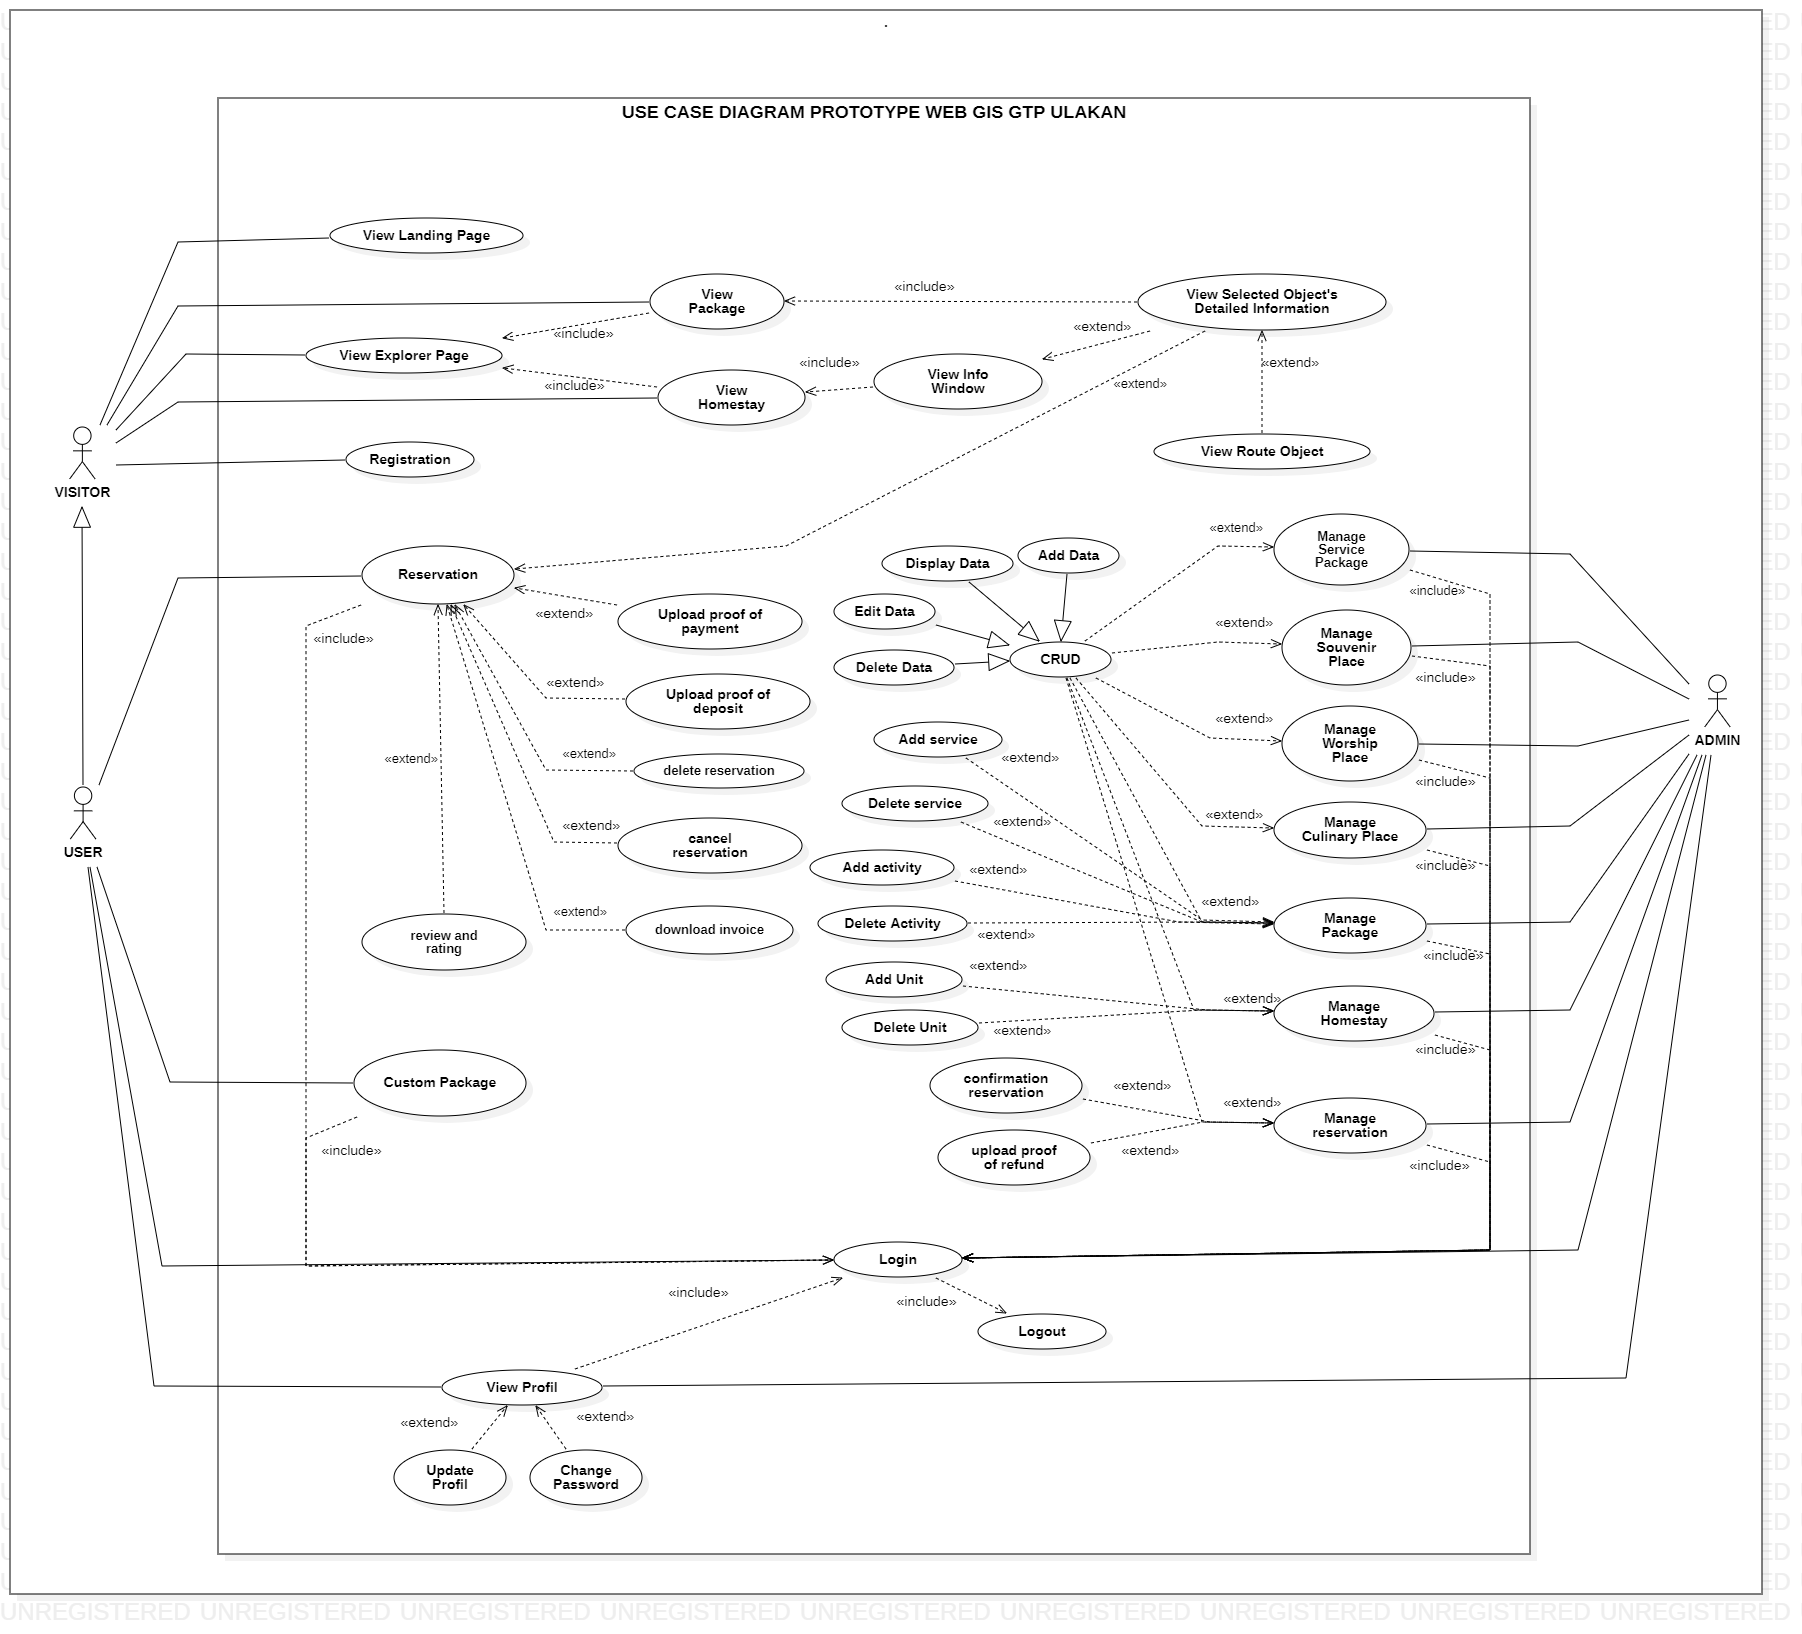 USE CASE DIAGRAM PROTOTYPE WEB GIS GTP ULAKAN
View Landing Page
View
Package
«include»
View Selected Object's
Detailed Information
«include»
View Explorer Page
«extend»
«extend»
«include»
View Info
Window
«include»
View
Homestay
«extend»
View Route Object
Registration
VISITOR
Reservation
«include»
«extend»
Upload proof of
payment
«extend»
Upload proof of
deposit
«extend»
delete reservation
«extend»
cancel
reservation
«extend»
download invoice
«extend»
review and
rating
USER
Custom Package
«include»
Display Data
Add Data
Edit Data
Delete Data
CRUD
«extend»
Manage
Service
Package
«include»
«extend»
Manage
Souvenir
Place
«include»
«extend»
Manage
Worship
Place
«include»
ADMIN
Add service
«extend»
Delete service
«extend»
«extend»
Manage
Culinary Place
«include»
Add activity
«extend»
Delete Activity
«extend»
«extend»
Manage
Package
«include»
Add Unit
«extend»
Delete Unit
«extend»
«extend»
Manage
Homestay
«include»
confirmation
reservation
«extend»
upload proof
of refund
«extend»
«extend»
Manage
reservation
«include»
Login
«include»
«include»
Logout
View Profil
«extend»
«extend»
Update
Profil
Change
Password
UNREGISTERED UNREGISTERED UNREGISTERED UNREGISTERED UNREGISTERED UNREGISTERED UNREGISTERED UNREGISTERED UNREGISTERED